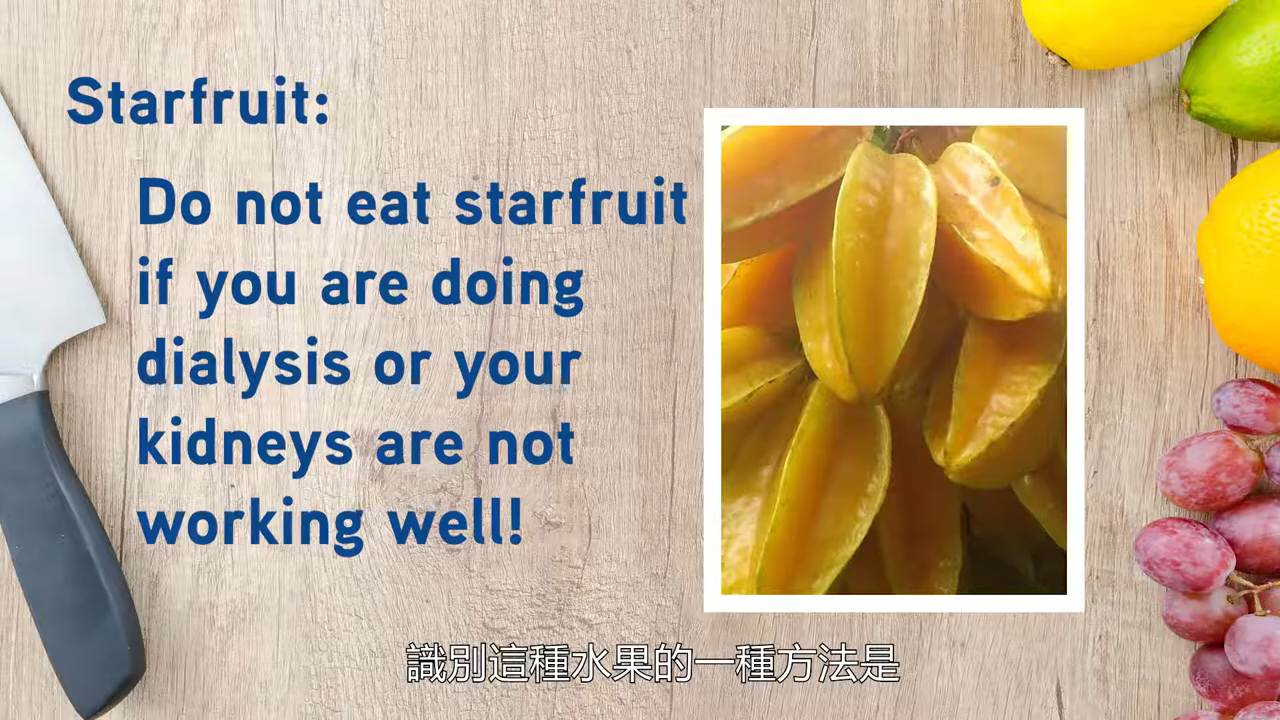 Starfruit:
Do not eat starfruit
if you are doing
dialysis or your
kidneys are not
working well!
識別這種水果的一種方法是